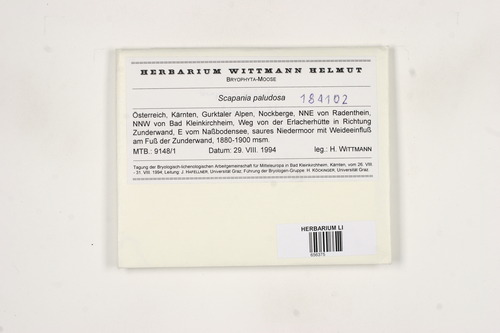 HERBARIUM WITTMANN HELMUT
BRYOPHYTA-MOOSE
Scapania paludosa 184102
Österreich, Kärnten, Gurktaler Alpen, Nockberge, NNE von Radenthein,
NNW von Bad Kleinkirchheim, Weg von der Erlacherhütte in Richtung
Zunderwand, E vom Naßbodensee, saures Niedermoor mit Weideeinfluß
am Fuß der Zunderwand, 1880-1900 msm.
MTB.: 9148/1 Datum: 29. VIII. 1994 leg.: H. WITTMANN
Tagung der Bryologisch-lichenologischen Arbeitsgemeinschaft für Mitteleuropa in Bad Kleinkirchheim, Kärnten, vom 26. VIII
- 31. VIII. 1994, Leitung J. HAFELLNER, Universität Graz, Führung der Bryologen-Gruppe: H. KÖCKINGER, Universität Graz.
HERBARIUM LI
656375